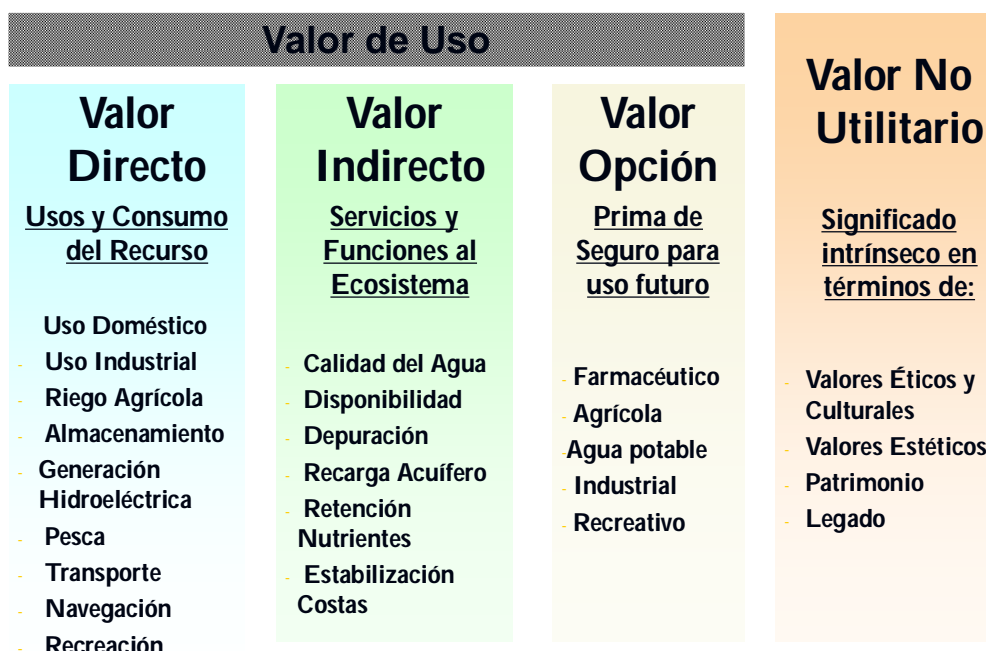 Valor de Uso
Valor
Directo
Usos y Consumo
del Recurso
Uso Doméstico
- Uso Industrial
- Riego Agrícola
- Almacenamiento
- Generación
Hidroeléctrica
- Pesca
- Transporte
- Navegación
- Recreación
Valor
Indirecto
Servicios y
Funciones al
Ecosistema
- Calidad del Agua
- Disponibilidad
- Depuración
- Recarga Acuífero
- Retención
Nutrientes
- Estabilización
Costas
Valor
Opción
Prima de
Seguro para
uso futuro
- Farmacéutico
- Agrícola
-Agua potable
- Industrial
- Recreativo
Valor No
Utilitario
Significado
intrínseco en
términos de:
- Valores Éticos y
Culturales
- Valores Estéticos
- Patrimonio
- Legado